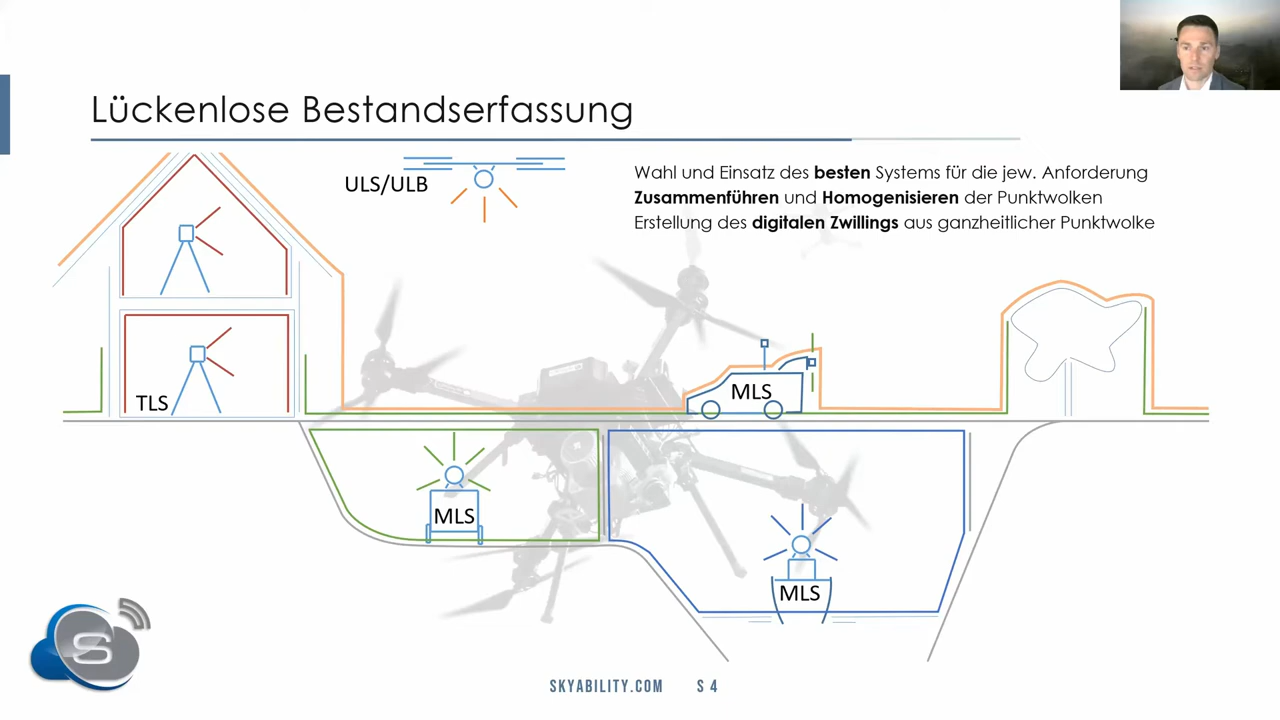 Lückenlose Bestandserfassung
ULS/ULB
Wahl und Einsatz des besten Systems für die jew. Anforderung
Zusammenführen und Homogenisieren der Punktwolken
Erstellung des digitalen Zwillings aus ganzheitlicher Punktwolke
TLS
MLS
MLS
MLS
S
SKYABILITY.COM S 4